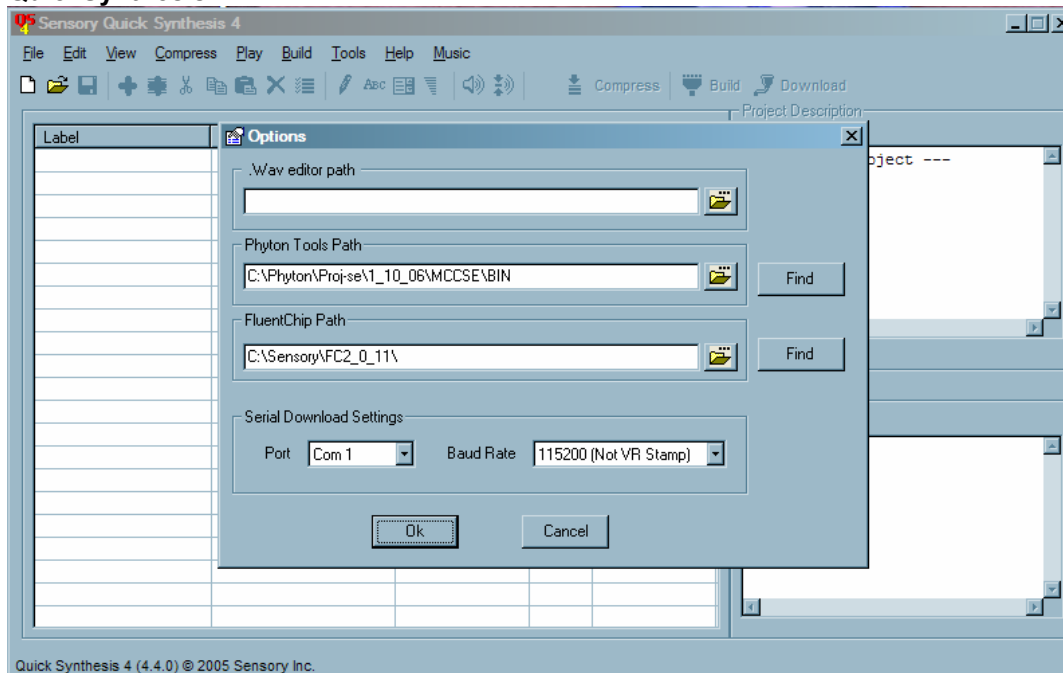 Sensory Quick Synthesis 4
File Edit View Compress Play Build Tools Help Music
ABC Compress Build Download
Project Description
Label
Options
oject ---
.Wav editor path
Phyton Tools Path
C:\Phyton\Proj-se\1_10_06\MCCSE\BIN
Find
FluentChip Path
C:\Sensory\FC2_0_11\
Find
Serial Download Settings
Port Com 1 Baud Rate 115200 (Not VR Stamp)
Ok Cancel
Quick Synthesis 4 (4.4.0) © 2005 Sensory Inc.